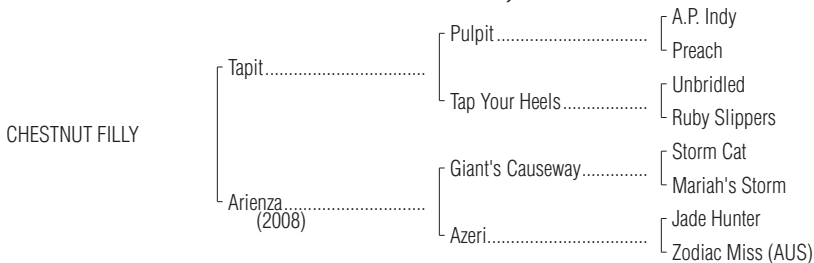 A.P. Indy
Pulpit..........................................
Preach
Tapit..........................................
Unbridled
Tap Your Heels......................
Ruby Slippers
CHESTNUT FILLY
Storm Cat
Giant's Causeway.................
Mariah's Storm
Arienza.....................................
(2008)
Jade Hunter
Azeri..........................................
Zodiac Miss (AUS)